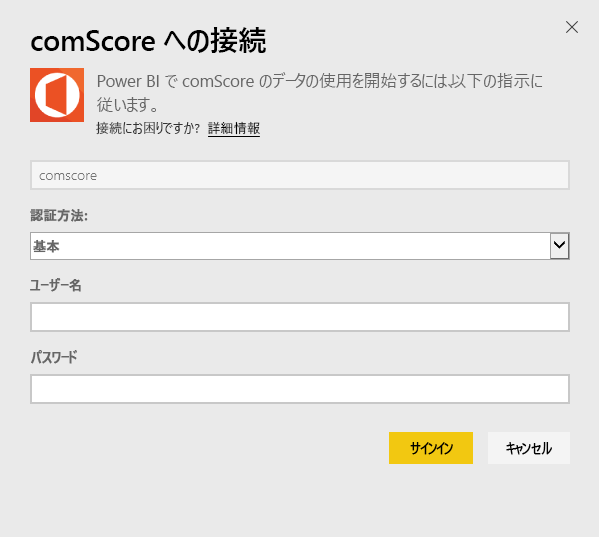 comScore への接続
Power BI で comScore のデータの使用を開始するには、以下の指示に
従います。
接続にお困りですか? 詳細情報
comscore
認証方法:
基本
ユーザー名
パスワード
サインイン キャンセル